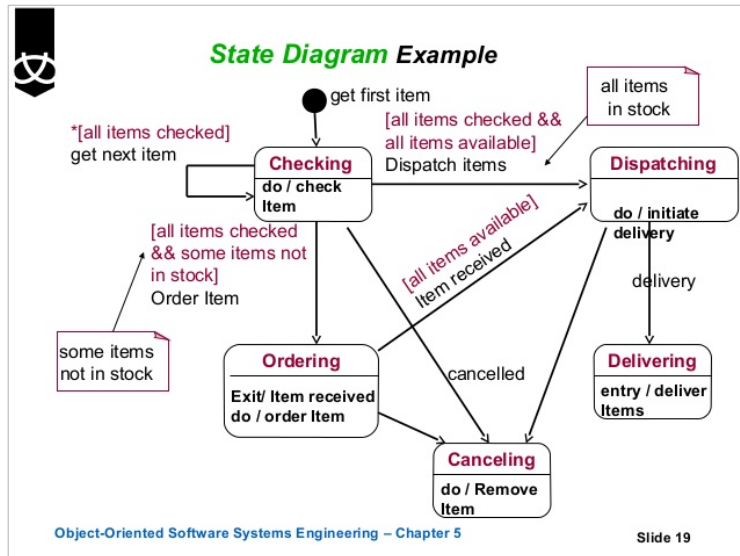 State Diagram Example
get first item
*[all items checked]
get next item
[all items checked &&
all items available]
Dispatch items
all items
in stock
Checking
do / check
Item
Dispatching
do / initiate
delivery
[all items checked
&& some items not
in stock]
Order Item
[all items available]
Item received
delivery
some items
not in stock
Ordering
Exit/ Item received
do / order Item
cancelled
Delivering
entry / deliver
Items
Canceling
do / Remove
Item
Object-Oriented Software Systems Engineering – Chapter 5
Slide 19